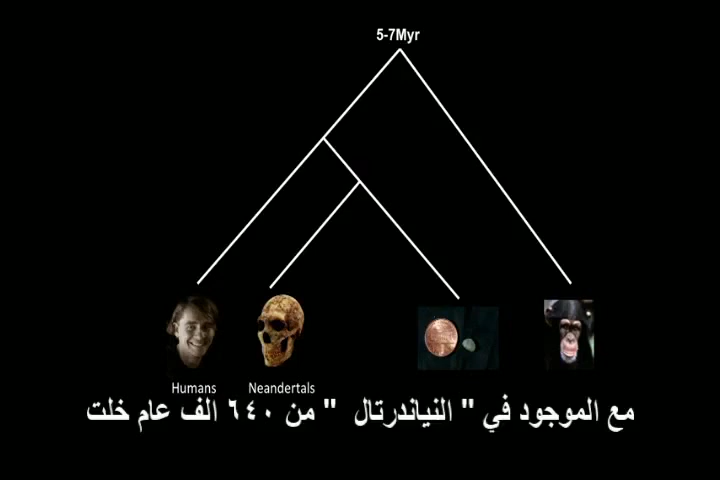 5-7Myr
Humans
Neandertals
مع الموجود في " النياندرتال " من ٦٤٠ الف عام خلت